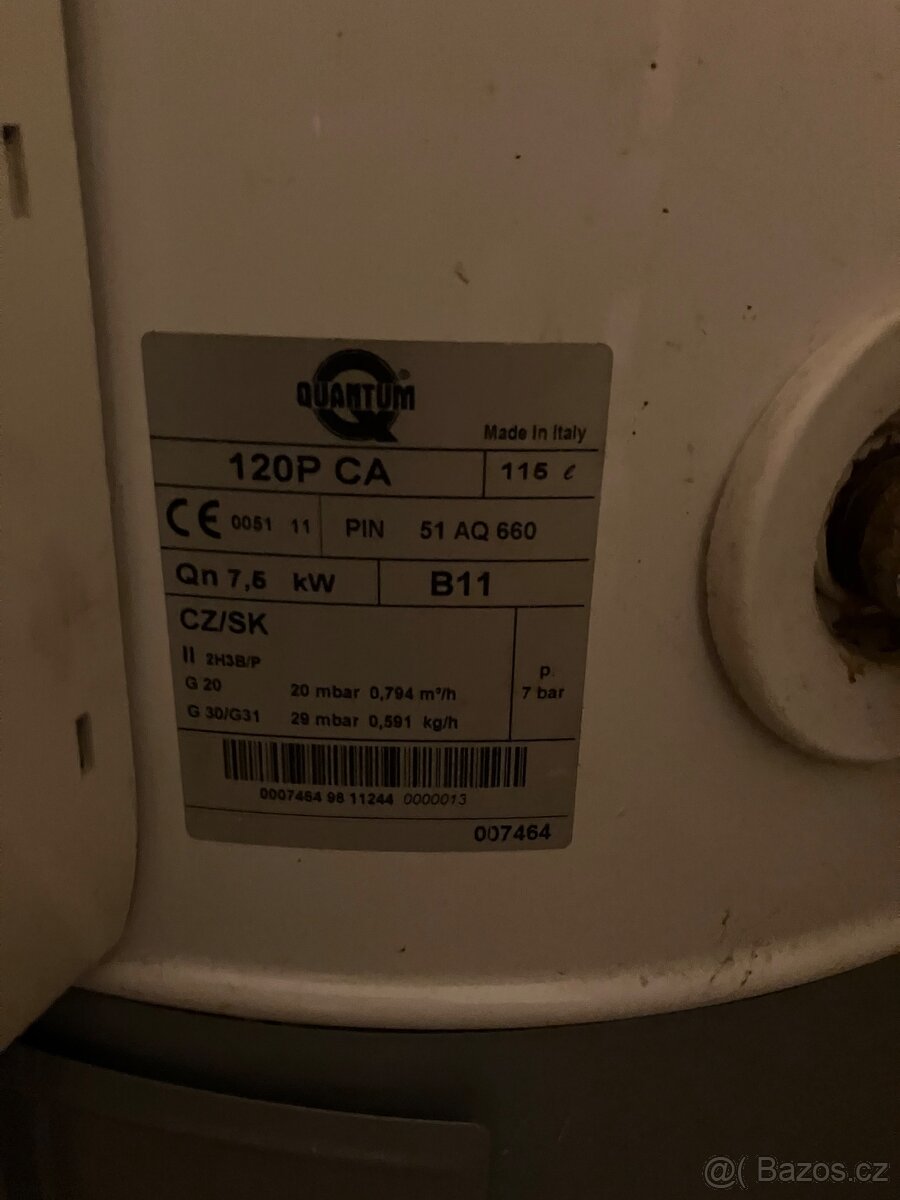 QUANTUM
Made in Italy
120P CA 115 ℓ
CE 0051 11 PIN 51 AQ 660
Qn 7,5 kW B11
CZ/SK
II 2H3B/P
G 20 20 mbar 0,794 m³/h
G 30/G31 29 mbar 0,591 kg/h
p.
7 bar
0007464 98 11244 0000013
007464
@( Bazos.cz